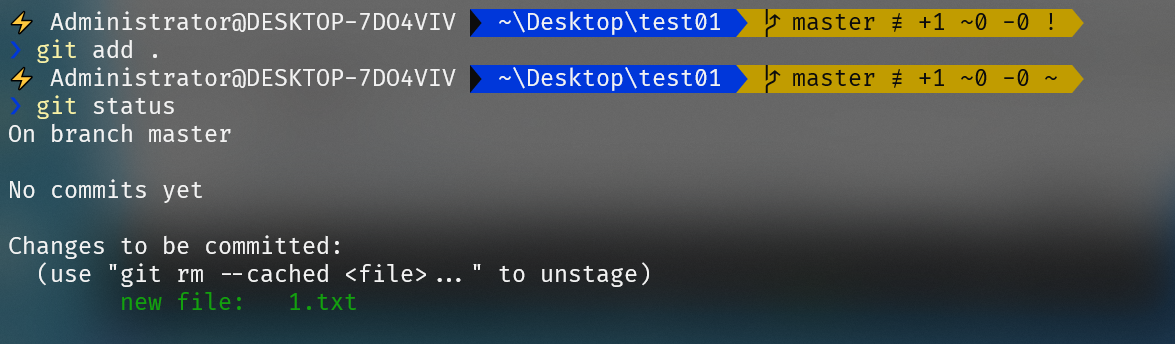 ⚡ Administrator@DESKTOP-7DO4VIV ~\Desktop\test01 master ≢ +1 ~0 -0 !
❯ git add .
⚡ Administrator@DESKTOP-7DO4VIV ~\Desktop\test01 master ≢ +1 ~0 -0 ~
❯ git status
On branch master
No commits yet
Changes to be committed:
(use "git rm --cached <file>..." to unstage)
new file: 1.txt